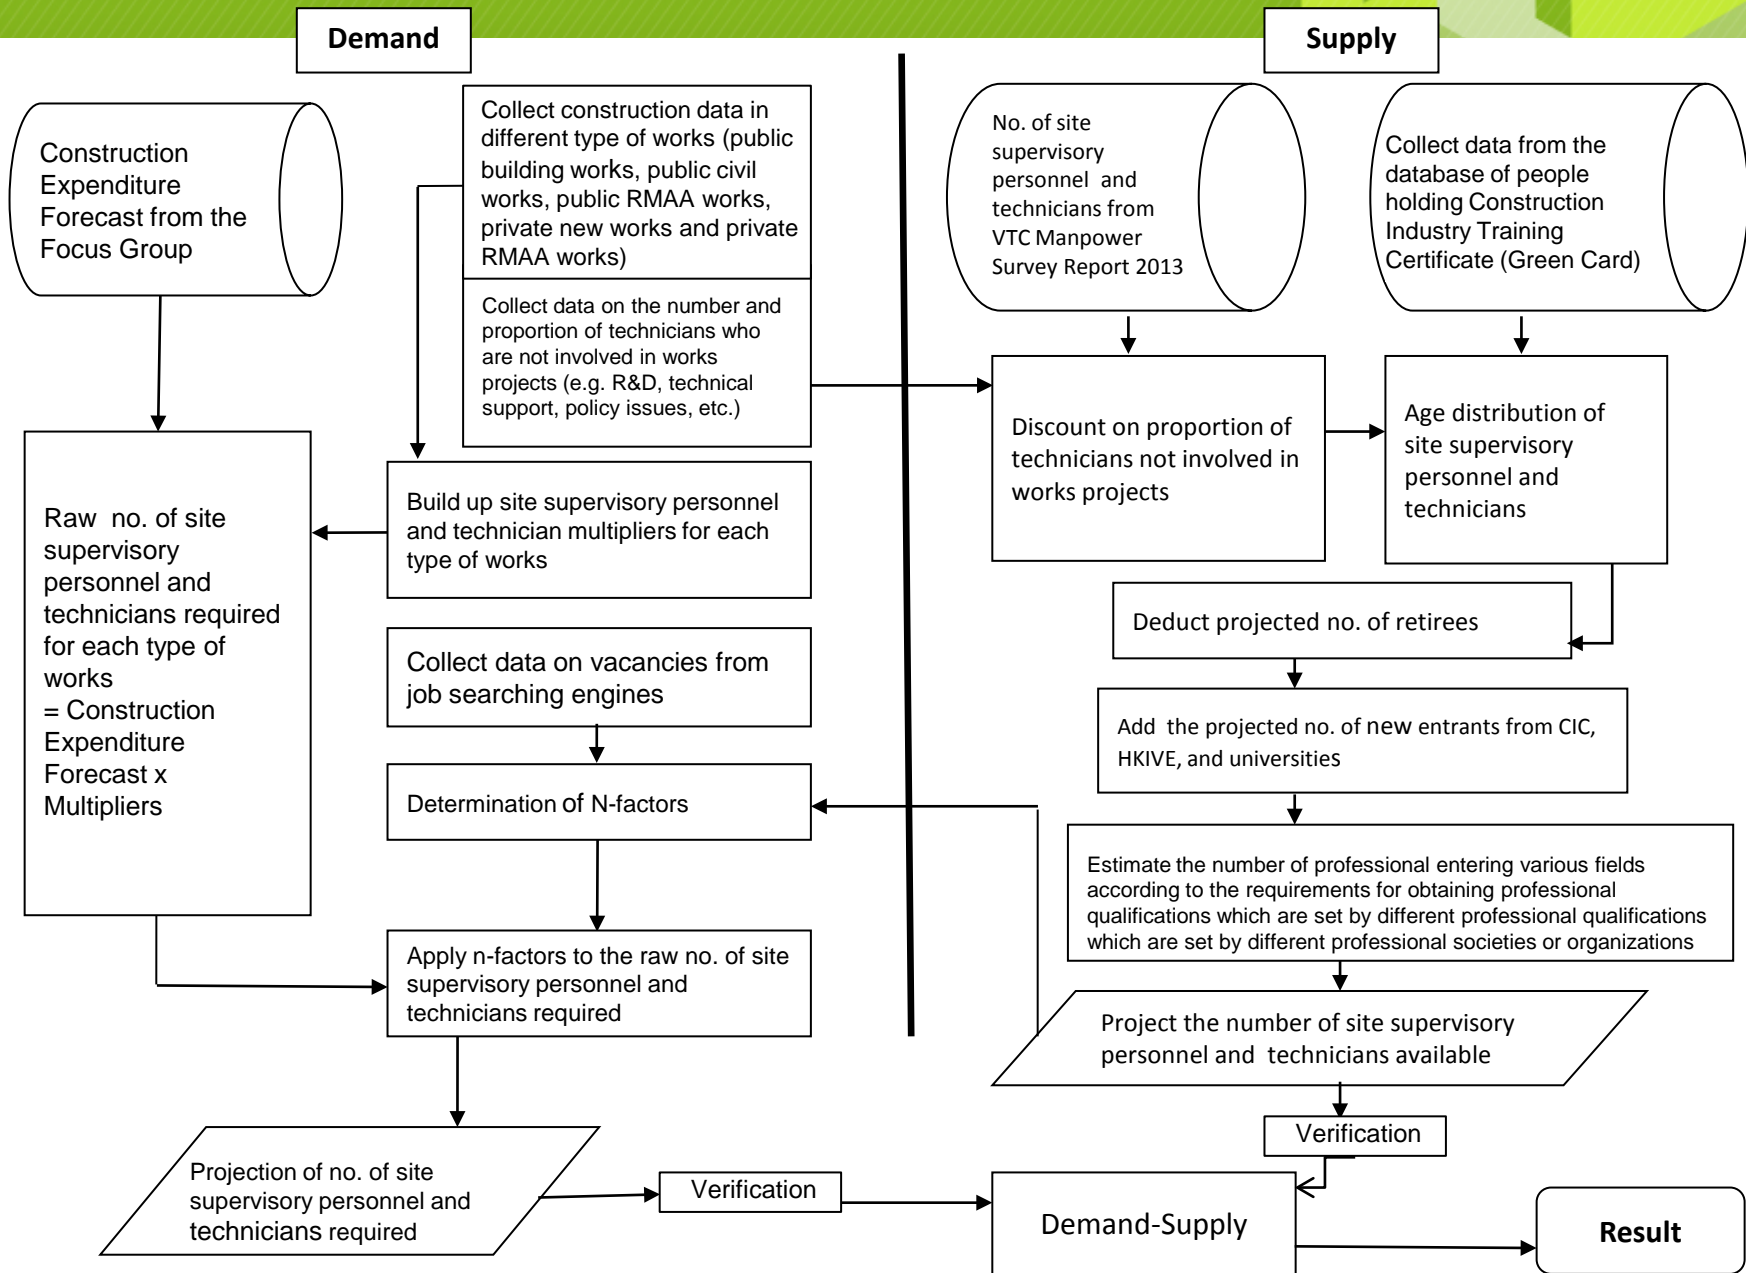 Demand
Supply
Construction
Expenditure
Forecast from the
Focus Group
Collect construction data in
different type of works (public
building works, public civil
works, public RMAA works,
private new works and private
RMAA works)
Collect data on the number and
proportion of technicians who
are not involved in works
projects (e.g. R&D, technical
support, policy issues, etc.)
Raw no. of site
supervisory
personnel and
technicians required
for each type of
works
= Construction
Expenditure
Forecast x
Multipliers
Build up site supervisory personnel
and technician multipliers for each
type of works
Collect data on vacancies from
job searching engines
Determination of N-factors
Apply n-factors to the raw no. of site
supervisory personnel and
technicians required
Projection of no. of site
supervisory personnel and
technicians required
Verification
No. of site
supervisory
personnel and
technicians from
VTC Manpower
Survey Report 2013
Collect data from the
database of people
holding Construction
Industry Training
Certificate (Green Card)
Discount on proportion of
technicians not involved in
works projects
Age distribution of
site supervisory
personnel and
technicians
Deduct projected no. of retirees
Add the projected no. of new entrants from CIC,
HKIVE, and universities
Estimate the number of professional entering various fields
according to the requirements for obtaining professional
qualifications which are set by different professional qualifications
which are set by different professional societies or organizations
Project the number of site supervisory
personnel and technicians available
Verification
Demand-Supply
Result